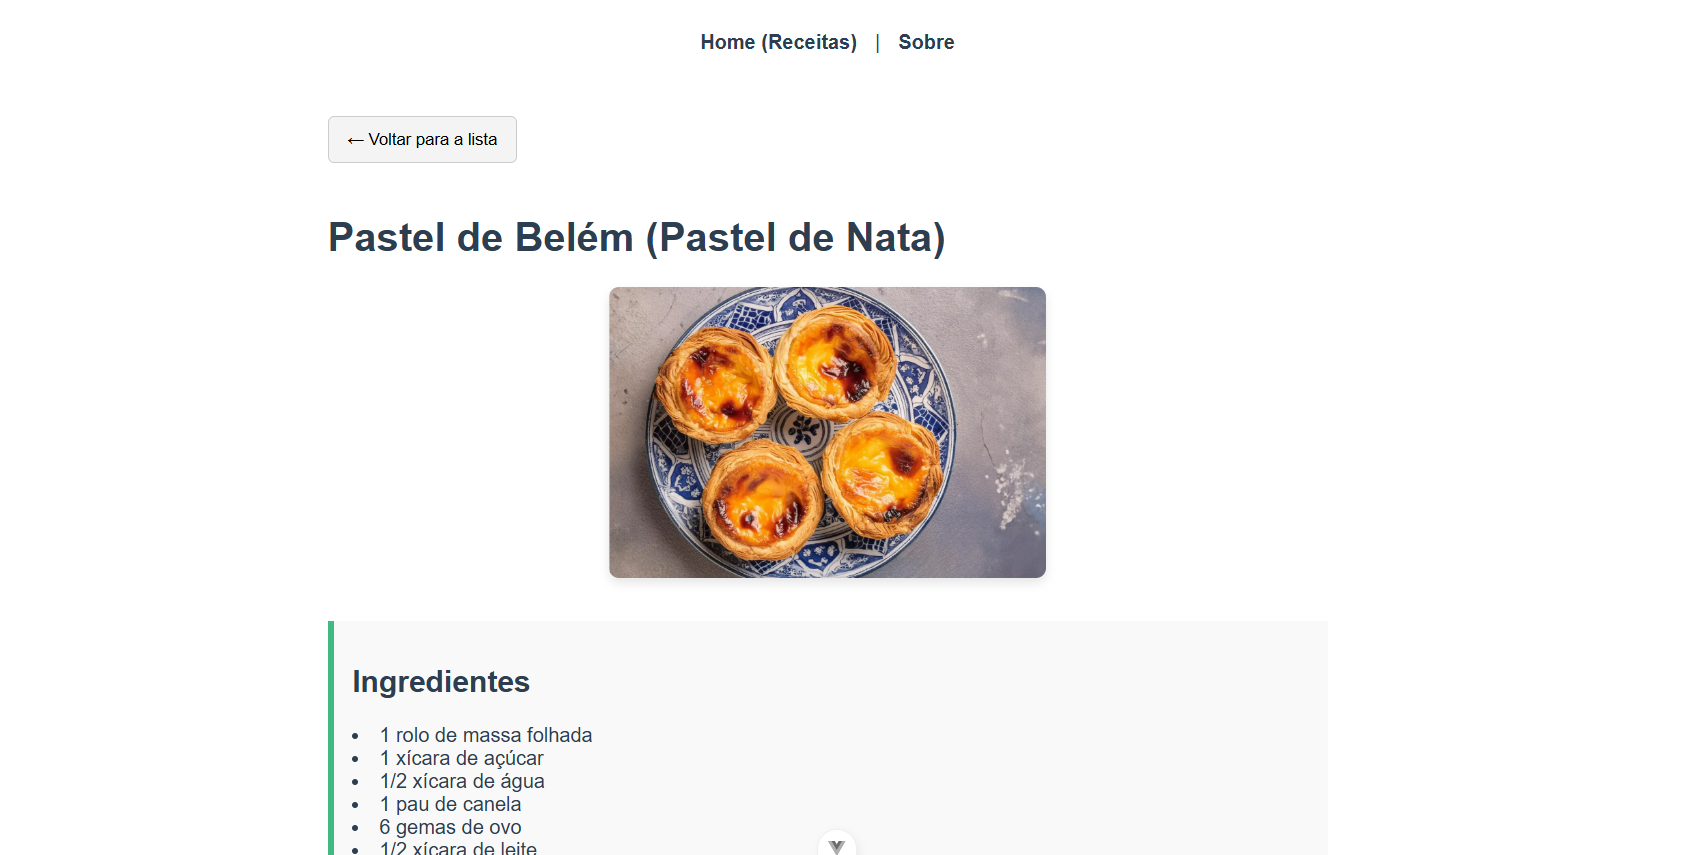 Home (Receitas) | Sobre
← Voltar para a lista
Pastel de Belém (Pastel de Nata)
Ingredientes
• 1 rolo de massa folhada
• 1 xícara de açúcar
• 1/2 xícara de água
• 1 pau de canela
• 6 gemas de ovo
• 1/2 xícara de leite